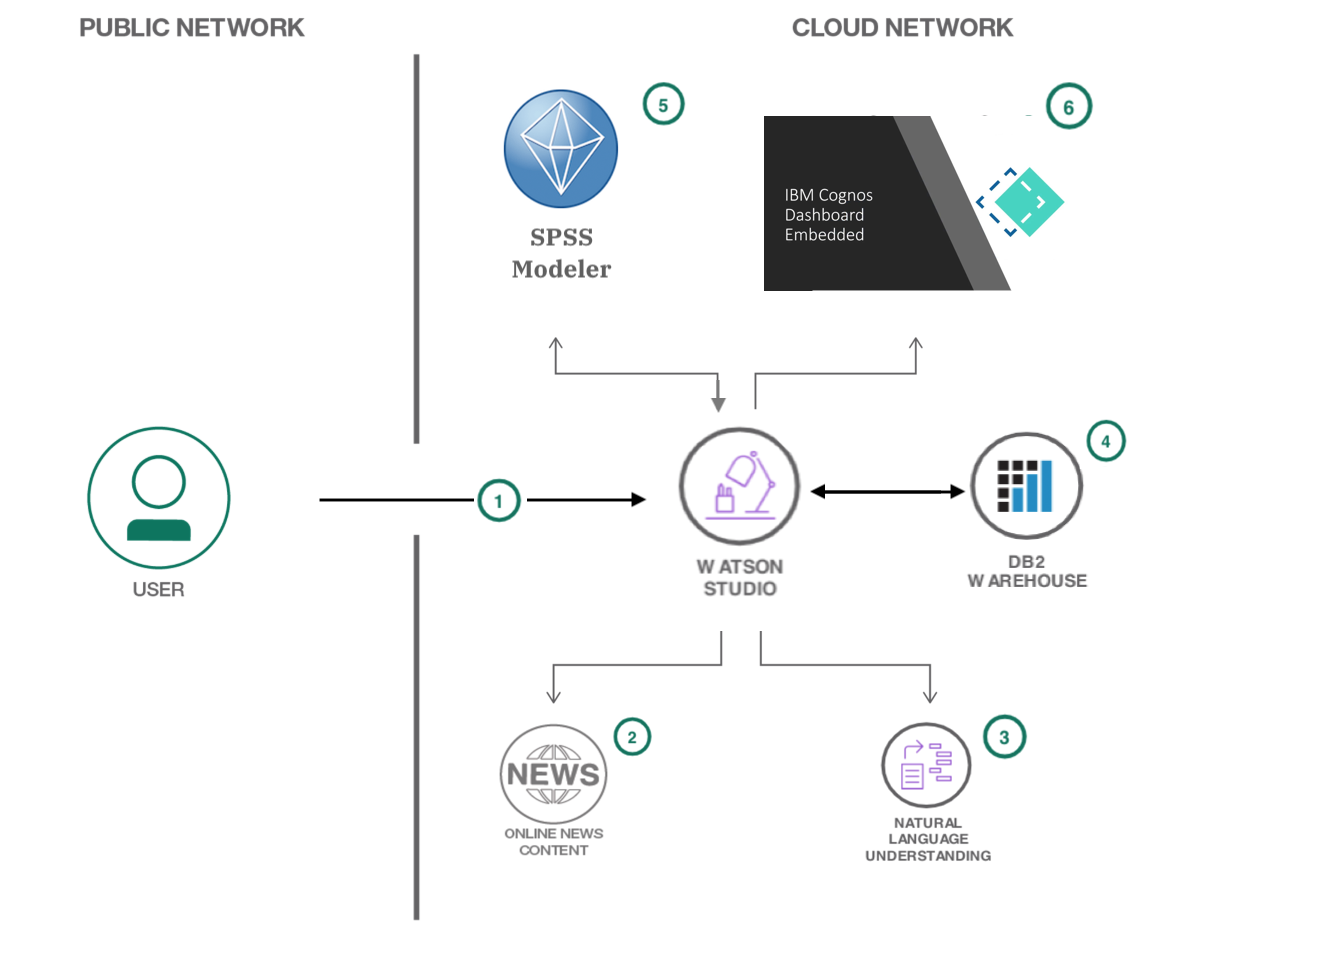 PUBLIC NETWORK
CLOUD NETWORK
5
6
SPSS
Modeler
IBM Cognos
Dashboard
Embedded
1
4
USER
W ATSON
STUDIO
DB2
W AREHOUSE
2
3
NEWS
ONLINE NEWS
CONTENT
NATURAL
LANGUAGE
UNDERSTANDING